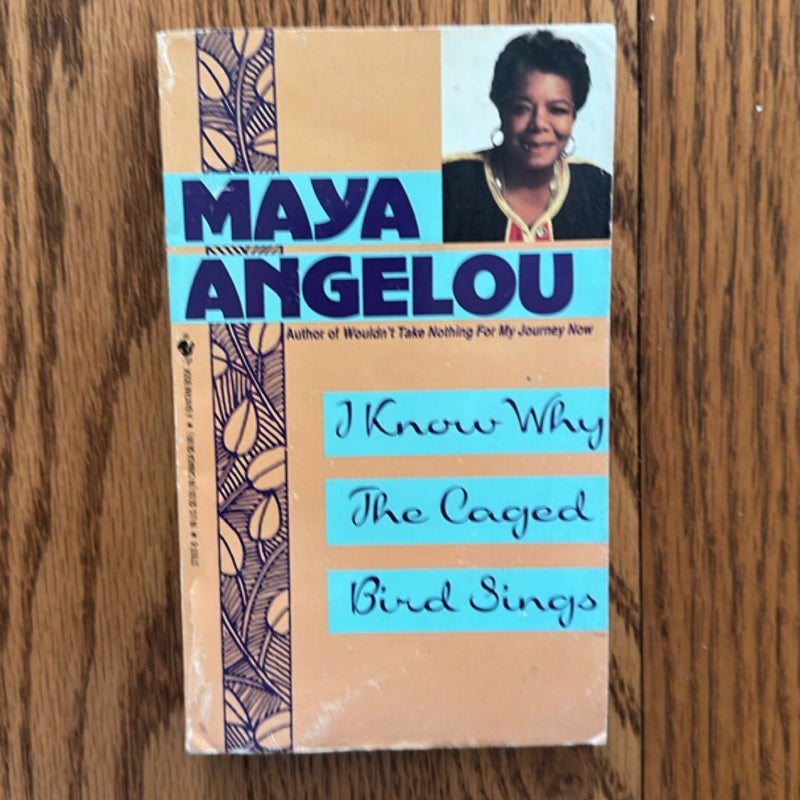 MAYA
ANGELOU
Author of Wouldn't Take Nothing For My Journey Now
I Know Why
The Caged
Bird Sings